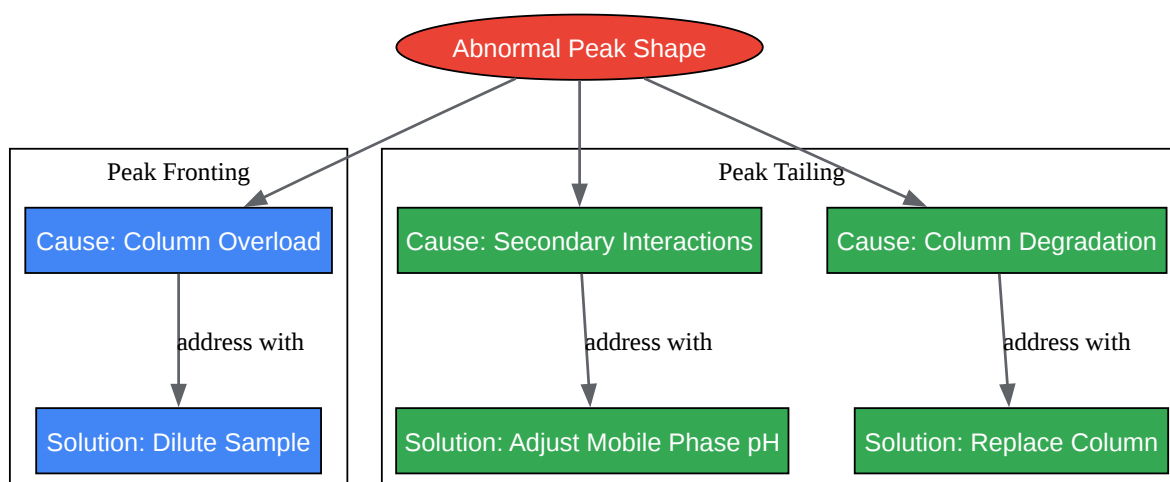 Abnormal Peak Shape
Peak Fronting
Peak Tailing
Cause: Column Overload
Cause: Secondary Interactions
Cause: Column Degradation
address with
address with
address with
Solution: Dilute Sample
Solution: Adjust Mobile Phase pH
Solution: Replace Column